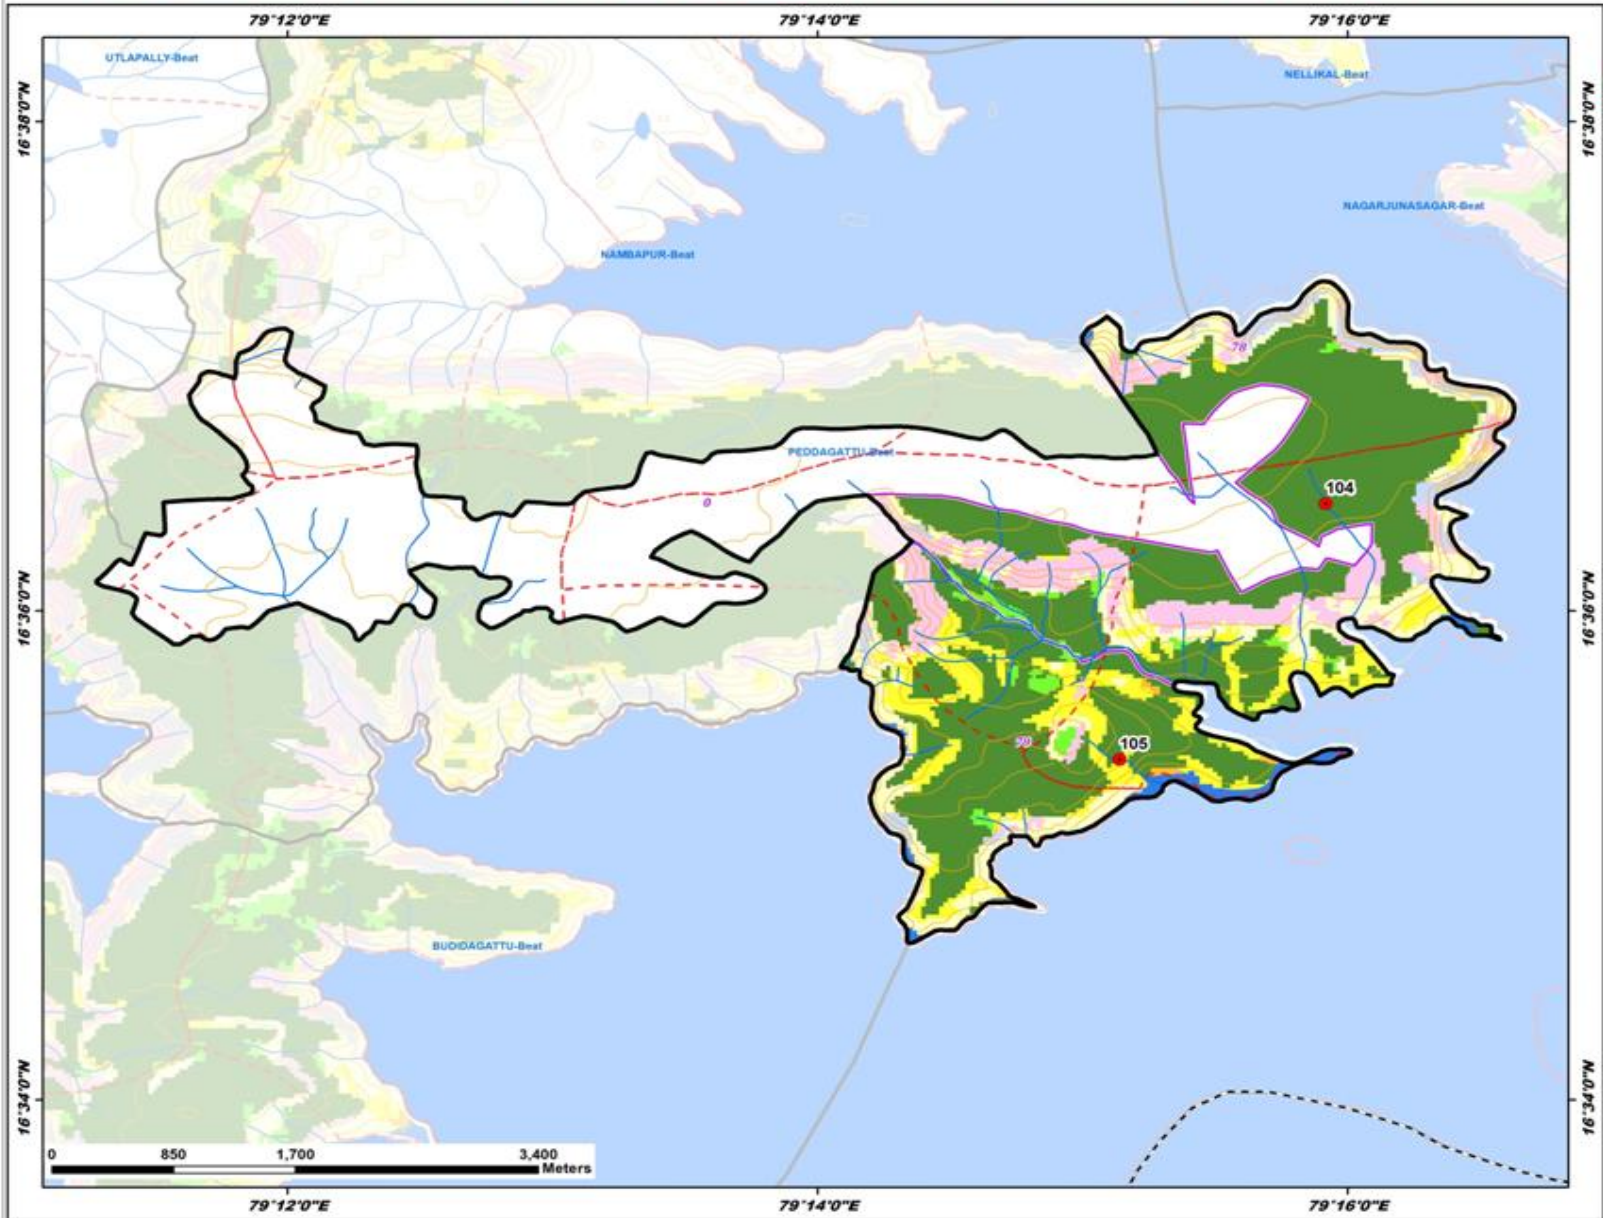 79°12'0"E 79°14'0"E 79°16'0"E
UTLAPALLY-Beat
NELLIKAL-Beat
16°38'0"N 16°38'0"N
NAGARJUNASAGAR-Beat
NAMBAPUR-Beat
78
PEDDAGATTU-Beat
104
0
16°36'0"N 16°36'0"N
79
105
BUDIDAGATTU-Beat
16°34'0"N 16°34'0"N
0 850 1,700 3,400
Meters
79°12'0"E 79°14'0"E 79°16'0"E